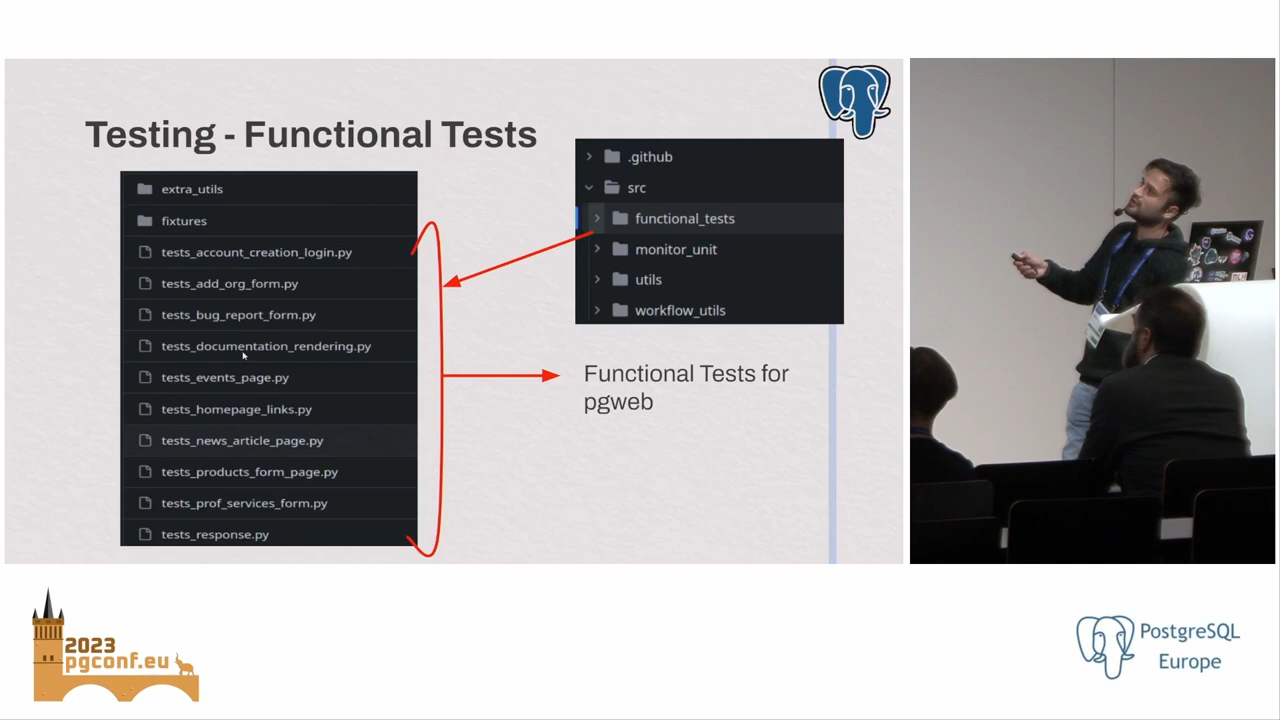 Testing - Functional Tests
extra_utils
fixtures
tests_account_creation_login.py
tests_add_org_form.py
tests_bug_report_form.py
tests_documentation_rendering.py
tests_events_page.py
tests_homepage_links.py
tests_news_article_page.py
tests_products_form_page.py
tests_prof_services_form.py
tests_response.py
.github
src
functional_tests
monitor_unit
utils
workflow_utils
Functional Tests for
pgweb
2023
pgconf.eu
PostgreSQL
Europe